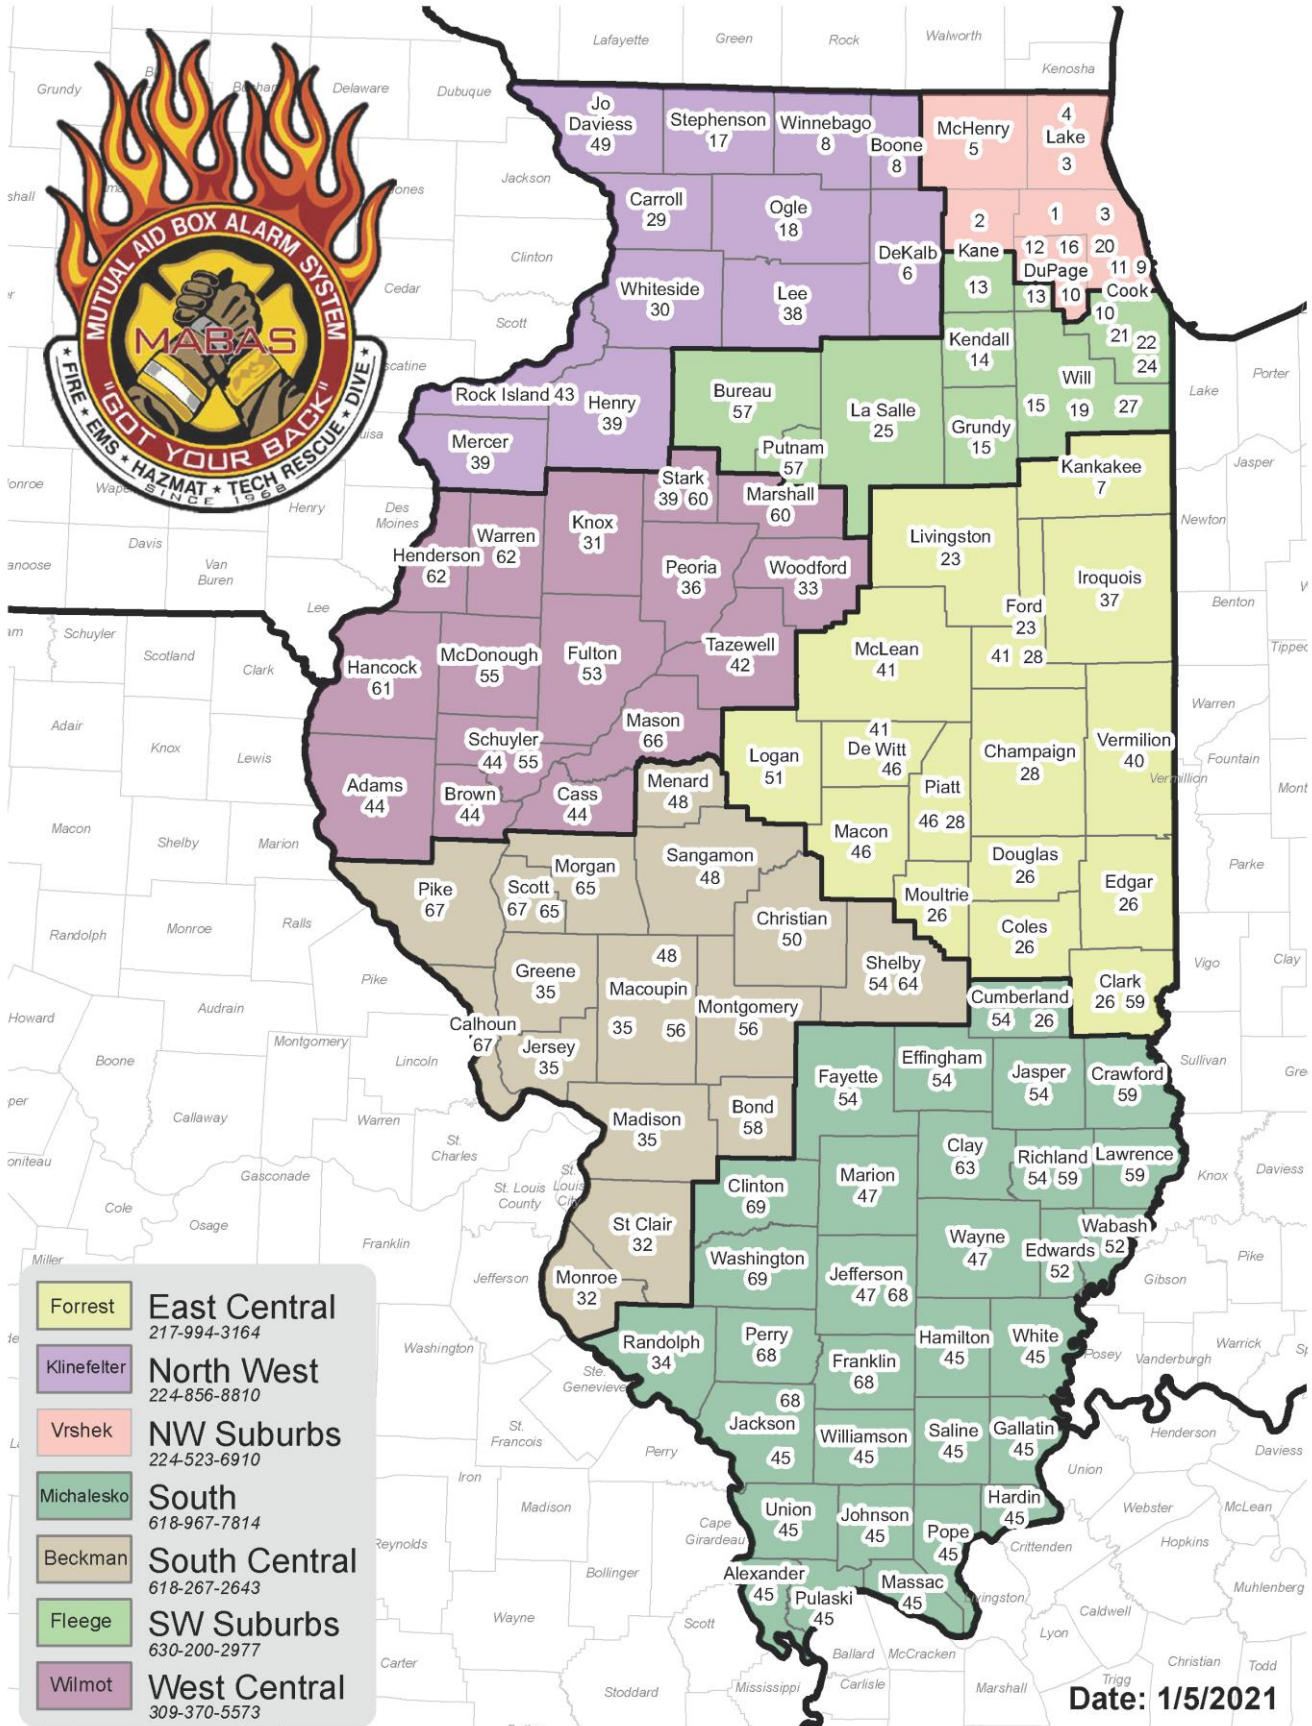 Lafayette
Green
Rock
Walworth
Kenosha
Grundy
Delaware
Dubuque
Jackson
Clinton
Cedar
Scott
MUTUAL AID BOX ALARM SYSTEM
MABAS
"GOT YOUR BACK"
★ FIRE ★ EMS ★ HAZMAT ★ TECH RESCUE ★ DIVE ★
SINCE 1968
Jo
Daviess
49
Stephenson
17
Winnebago
8
Boone
8
McHenry
5
4
Lake
3
Carroll
29
Ogle
18
DeKalb
6
2
Kane
13
1
3
12
16
20
DuPage
11
9
13
10
Cook
10
21
22
24
Whiteside
30
Lee
38
Kendall
14
Will
15
19
27
Rock Island 43
Henry
39
Mercer
39
Bureau
57
Putnam
57
La Salle
25
Grundy
15
Kankakee
7
Stark
39 60
Marshall
60
Knox
31
Warren
62
Henderson
62
Peoria
36
Woodford
33
Livingston
23
Iroquois
37
Ford
23
41 28
Hancock
61
McDonough
55
Fulton
53
Tazewell
42
McLean
41
Mason
66
Schuyler
44 55
Adams
44
Brown
44
Cass
44
Menard
48
Logan
51
41
De Witt
46
Piatt
46 28
Champaign
28
Vermilion
40
Macon
46
Douglas
26
Edgar
26
Moultrie
26
Coles
26
Pike
67
Scott
67 65
Morgan
65
Sangamon
48
Christian
50
Shelby
54 64
Cumberland
54 26
Clark
26 59
Greene
35
48
Macoupin
35 56
Montgomery
56
Calhoun
67
Jersey
35
Fayette
54
Effingham
54
Jasper
54
Crawford
59
Madison
35
Bond
58
Clay
63
Richland
54 59
Lawrence
59
Clinton
69
Marion
47
St Clair
32
Monroe
32
Washington
69
Wayne
47
Edwards
52
Wabash
52
Jefferson
47 68
Randolph
34
Perry
68
Hamilton
45
White
45
Franklin
68
68
Jackson
45
Williamson
45
Saline
45
Gallatin
45
Union
45
Johnson
45
Pope
45
Hardin
45
Alexander
45
Pulaski
45
Massac
45
Henry
Des
Moines
Davis
Van
Buren
Lee
Schuyler
Scotland
Clark
Adair
Knox
Lewis
Macon
Shelby
Marion
Randolph
Monroe
Ralls
Pike
Howard
Audrain
Boone
Montgomery
Lincoln
Callaway
Warren
St.
Charles
Gasconade
Cole
Osage
St. Louis
County
St.
Louis
City
Franklin
Miller
Jefferson
Washington
Ste.
Genevieve
St.
Francois
Perry
Iron
Madison
Reynolds
Cape
Girardeau
Bollinger
Wayne
Scott
Carter
Stoddard
Mississippi
Lake
Porter
Jasper
Newton
Benton
Warren
Fountain
Vermillion
Parke
Vigo
Clay
Sullivan
Knox
Daviess
Pike
Gibson
Warrick
Posey
Vanderburgh
Henderson
Daviess
Union
Webster
McLean
Hopkins
Crittenden
Muhlenberg
Livingston
Caldwell
Lyon
Christian
Todd
Trigg
Marshall
Ballard
McCracken
Carlisle
Forrest
East Central
217-994-3164
Klinefelter
North West
224-856-8810
Vrshek
NW Suburbs
224-523-6910
Michalesko
South
618-967-7814
Beckman
South Central
618-267-2643
Fleege
SW Suburbs
630-200-2977
Wilmot
West Central
309-370-5573
Date: 1/5/2021